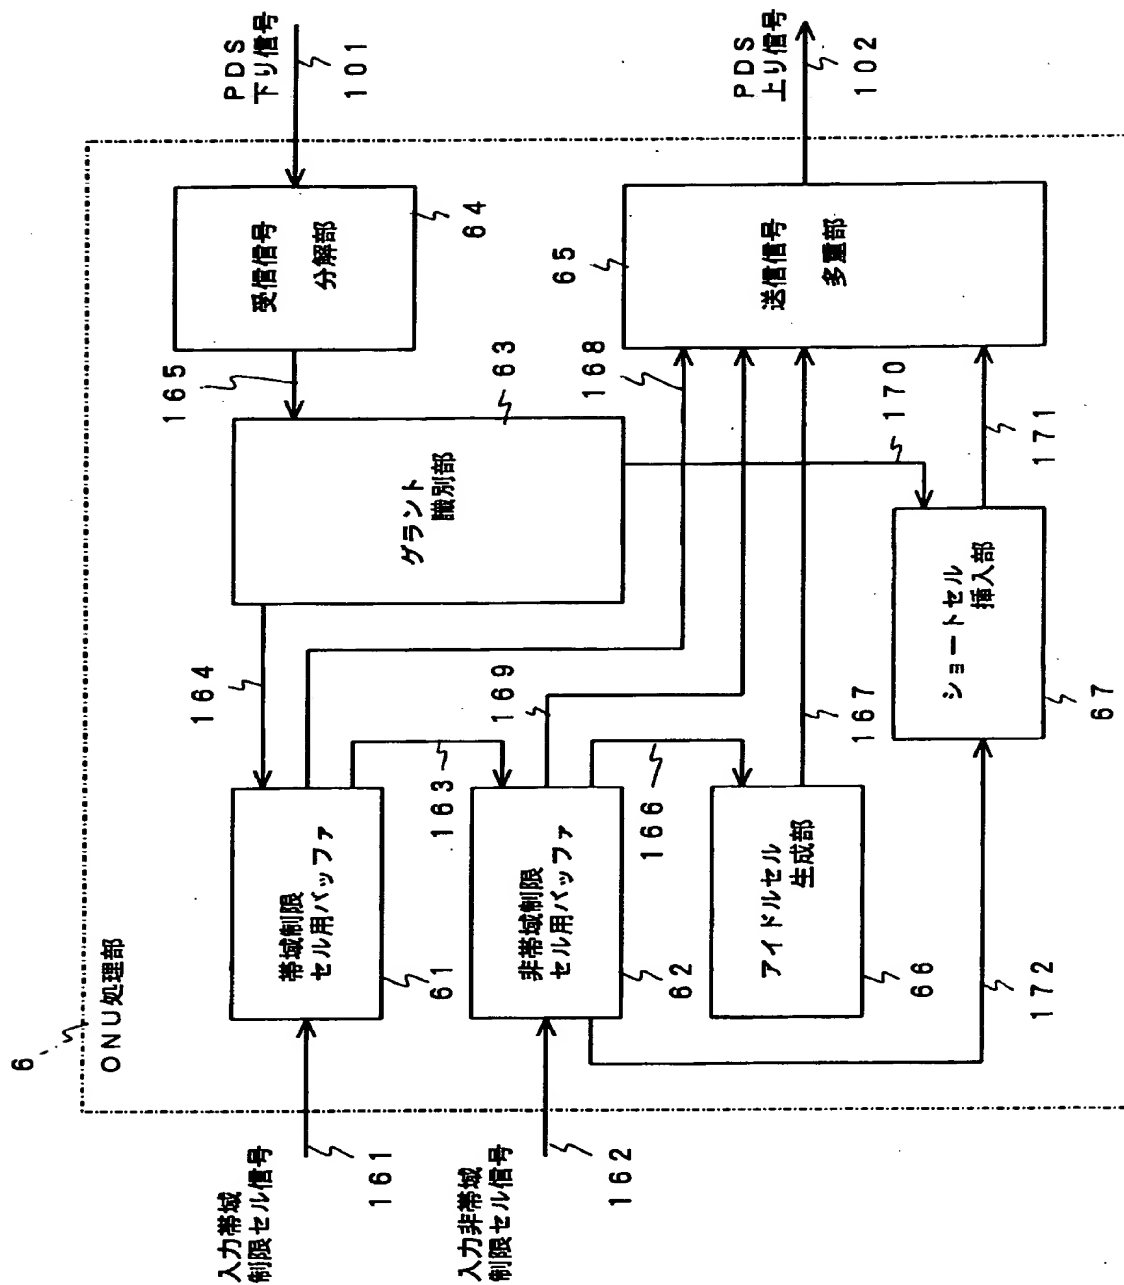 6
ONU処理部
PDS
下り信号
101
PDS
上り信号
102
受信信号
分解部
64
65
送信信号
多重部
165
63
168
グラント
識別部
170
171
164
169
163
166
167
ショートセル
挿入部
67
帯域制限
セル用バッファ
61
非帯域制限
セル用バッファ
62
アイドルセル
生成部
66
172
入力帯域
制限セル信号
161
入力非帯域
制限セル信号
162